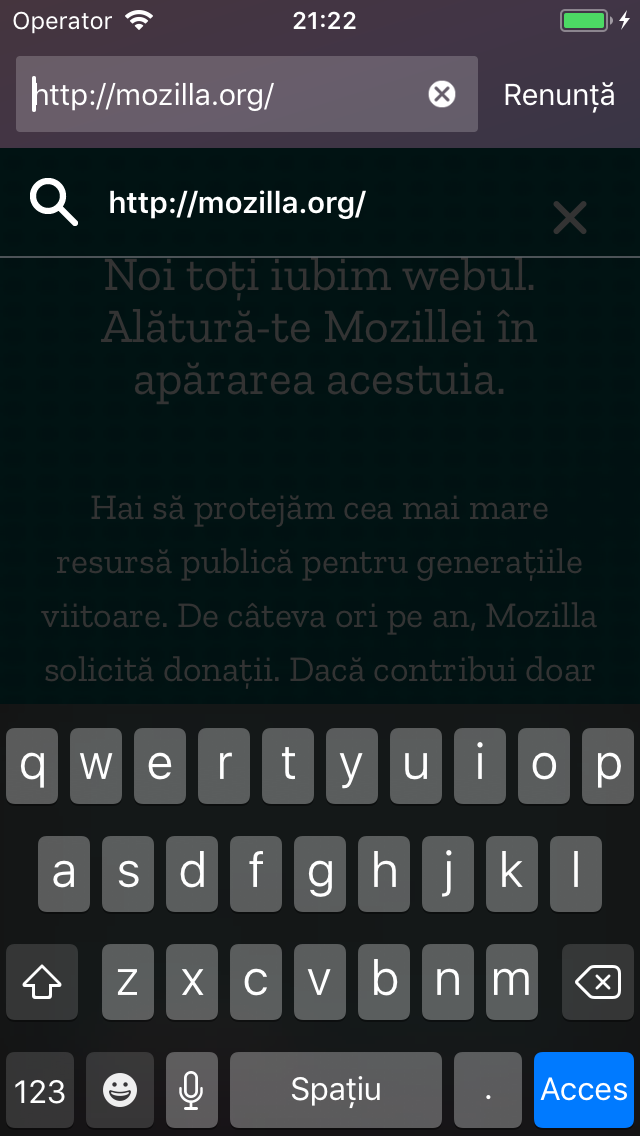 Operator 21:22
http://mozilla.org/ Renunță
http://mozilla.org/
Noi toți iubim webul.
Alătură-te Mozillei în
apărarea acestuia.
Hai să protejăm cea mai mare
resursă publică pentru generațiile
viitoare. De câteva ori pe an, Mozilla
solicită donații. Dacă contribui doar
q w e r t y u i o p
a s d f g h j k l
z x c v b n m
123 Spațiu . Acces